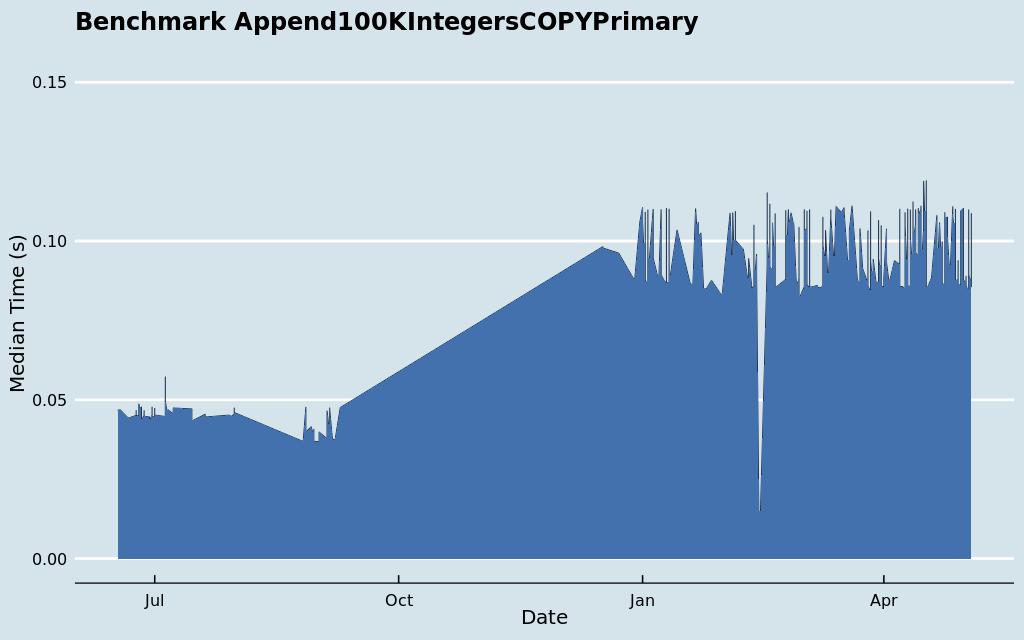 Benchmark Append100KIntegersCOPYPrimary
Median Time (s)
0.15
0.10
0.05
0.00
Jul
Oct
Jan
Apr
Date